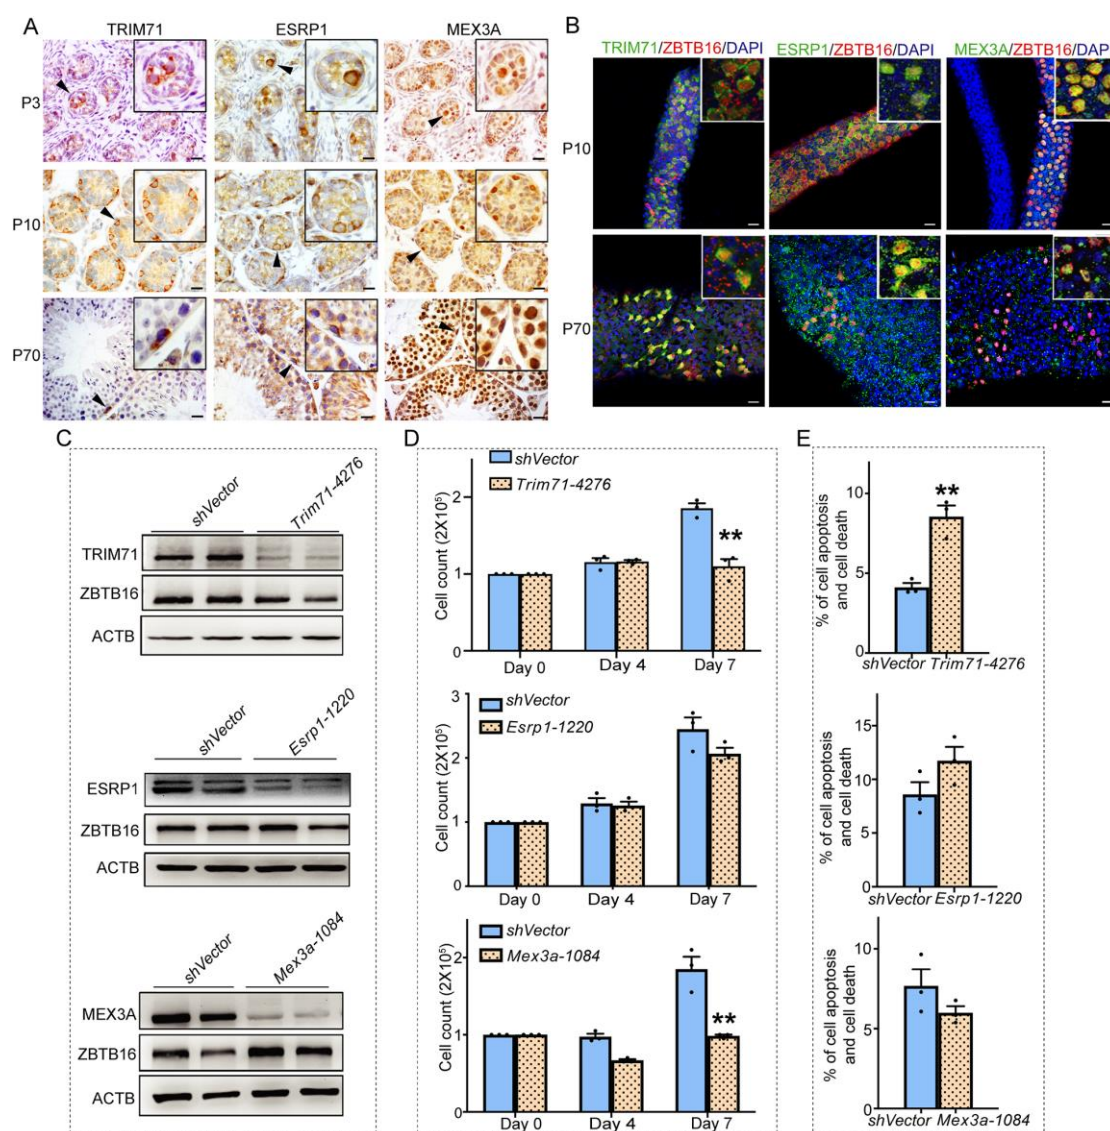 A
TRIM71 ESRP1 MEX3A
P3
P10
P70
B
TRIM71/ZBTB16/DAPI ESRP1/ZBTB16/DAPI MEX3A/ZBTB16/DAP
P10
P70
C
shVector Trim71-4276
TRIM71
ZBTB16
ACTB
shVector Esrp1-1220
ESRP1
ZBTB16
ACTB
shVector Mex3a-1084
MEX3A
ZBTB16
ACTB
D
shVector
Trim71-4276
Cell count (2X10⁵)
2
1
0
**
Day 0 Day 4 Day 7
shVector
Esrp1-1220
Cell count (2X10⁵)
3
2
1
0
Day 0 Day 4 Day 7
shVector
Mex3a-1084
Cell count (2X10⁵)
2
1
0
**
Day 0 Day 4 Day 7
E
% of cell apoptosis
and cell death
10
5
0
**
shVector Trim71-4276
% of cell apoptosis
and cell death
15
10
5
0
shVector Esrp1-1220
% of cell apoptosis
and cell death
10
5
0
shVector Mex3a-1084